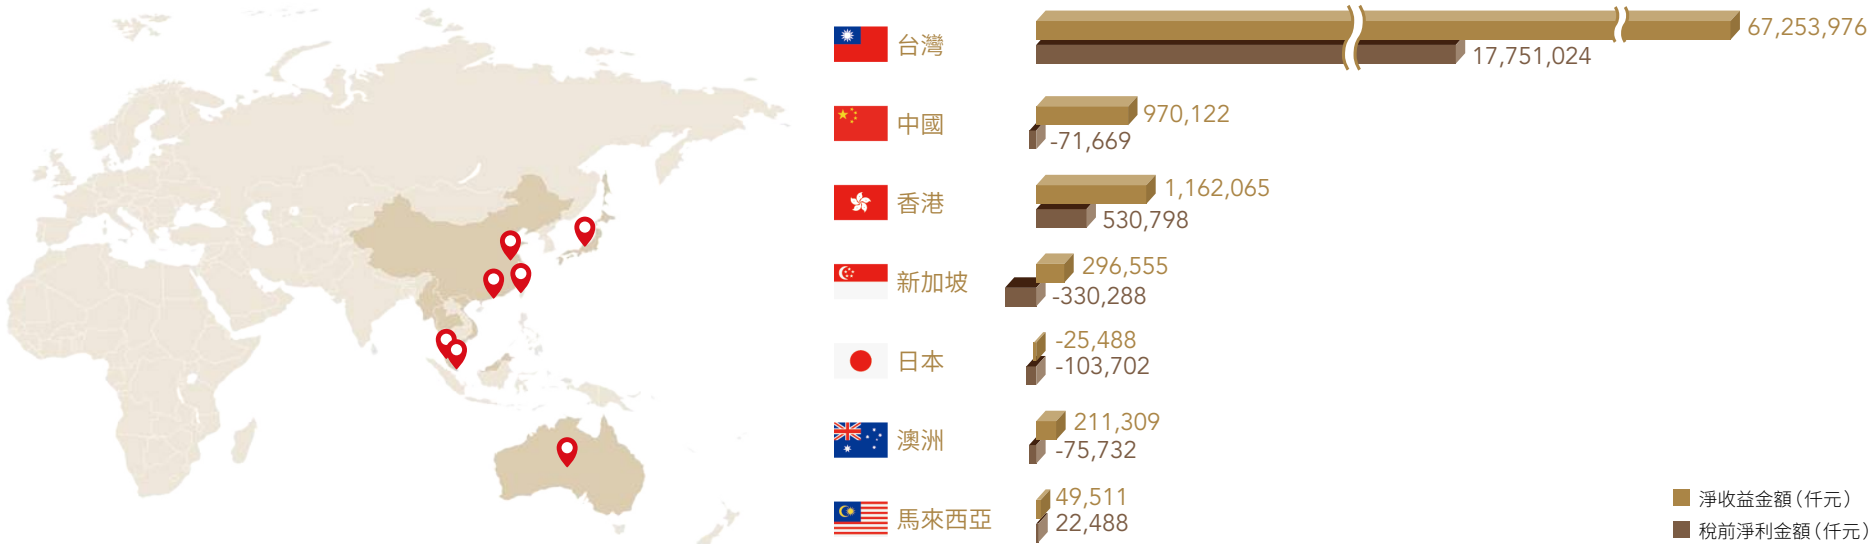 台灣
67,253,976
17,751,024
中國
970,122
-71,669
香港
1,162,065
530,798
新加坡
296,555
-330,288
日本
-25,488
-103,702
澳洲
211,309
-75,732
馬來西亞
49,511
22,488
淨收益金額(仟元)
稅前淨利金額(仟元)